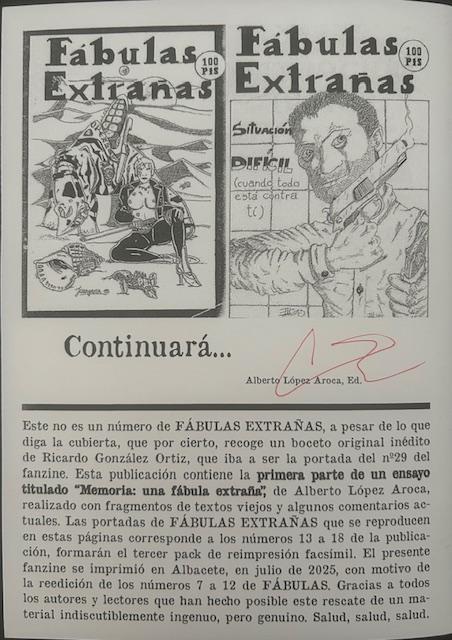 Fábulas
100 PTS
Extrañas
Fábulas
100 PTS
Extrañas
SITUACIÓN
DIFÍCIL
(cuando todo
está contra
tí)
Continuará...
Alberto López Aroca, Ed.
Este no es un número de FÁBULAS EXTRAÑAS, a pesar de lo que
diga la cubierta, que por cierto, recoge un boceto original inédito
de Ricardo González Ortiz, que iba a ser la portada del nº29 del
fanzine. Esta publicación contiene la primera parte de un ensayo
titulado "Memoria: una fábula extraña", de Alberto López Aroca,
realizado con fragmentos de textos viejos y algunos comentarios ac-
tuales. Las portadas de FÁBULAS EXTRAÑAS que se reproducen
en estas páginas corresponde a los números 13 a 18 de la publica-
ción, formarán el tercer pack de reimpresión facsímil. El presente
fanzine se imprimió en Albacete, en julio de 2025, con motivo de
la reedición de los números 7 a 12 de FÁBULAS. Gracias a todos
los autores y lectores que han hecho posible este rescate de un ma-
terial indiscutiblemente ingenuo, pero genuino. Salud, salud, salud.